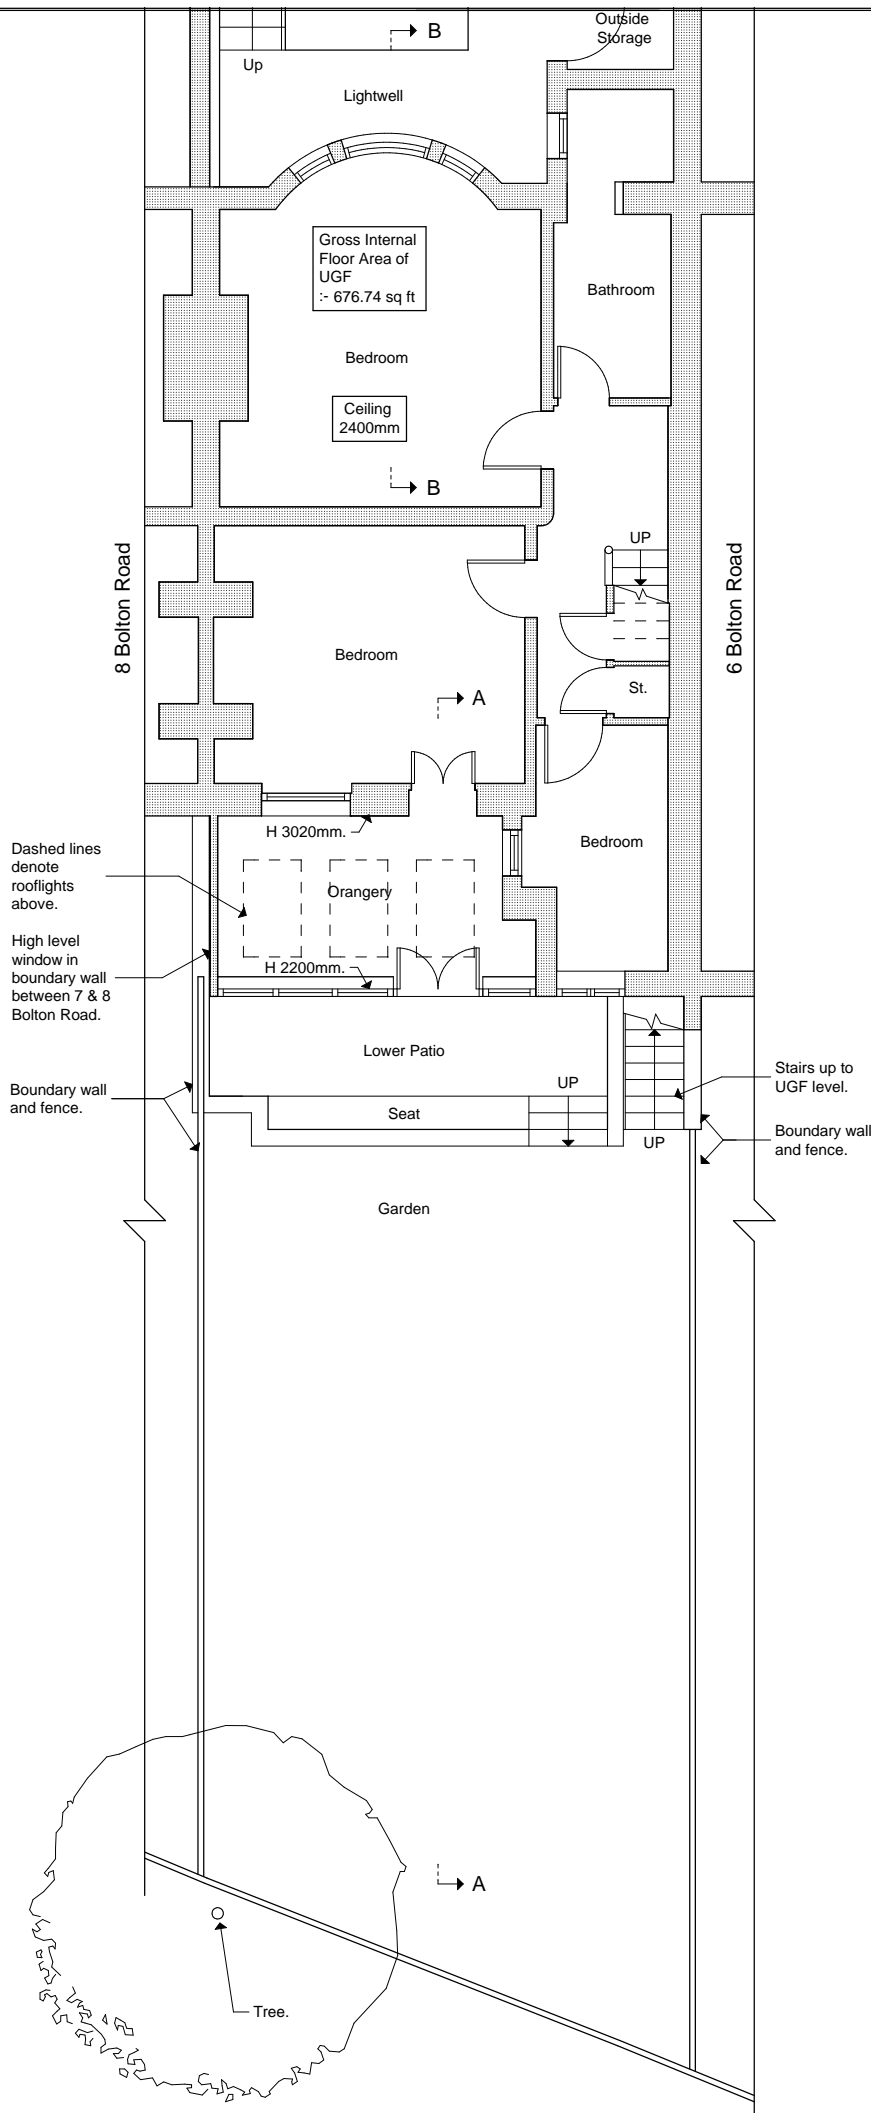 Outside
Storage
B
Up
Lightwell
Gross Internal
Floor Area of
UGF
:- 676.74 sq ft
Bathroom
Bedroom
Ceiling
2400mm
B
UP
8 Bolton Road
6 Bolton Road
Bedroom
St.
A
H 3020mm.
Bedroom
Dashed lines
denote
rooflights
above.
Orangery
High level
window in
boundary wall
between 7 & 8
Bolton Road.
H 2200mm.
Lower Patio
Stairs up to
UGF level.
UP
Boundary wall
and fence.
Seat
UP
Boundary wall
and fence.
Garden
A
Tree.